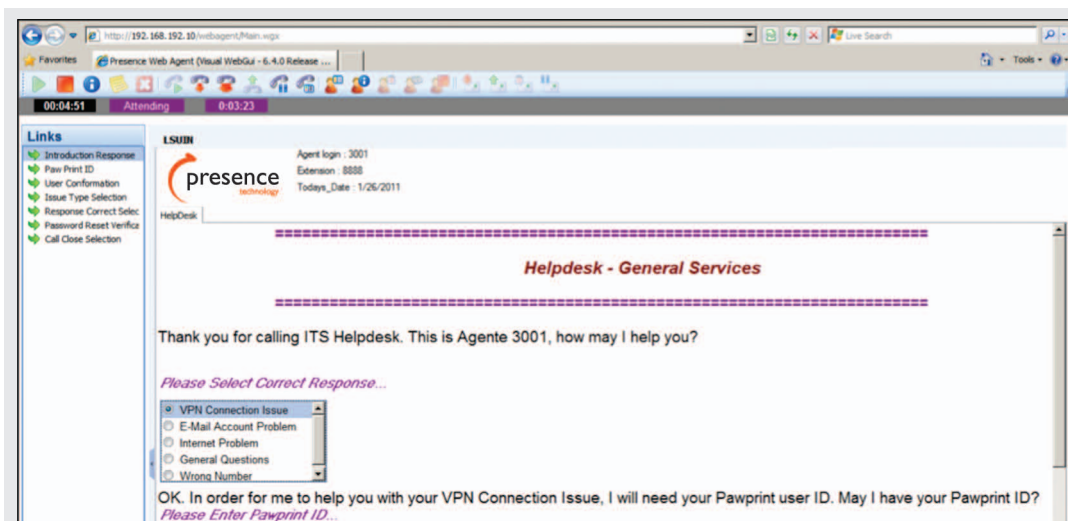 http://192.168.192.10/webagent/Main.wgx
Live Search
Favorites
Presence Web Agent (Visual WebGui - 6.4.0 Release ...
Tools
00:04:51
Attending
0:03:23
Links
Introduction Response
Paw Print ID
User Conformation
Issue Type Selection
Response Correct Selec
Password Reset Verifica
Call Close Selection
LSUIN
presence
technology
Agent login : 3001
Extension : 8888
Todays_Date : 1/26/2011
HelpDesk
Helpdesk - General Services
Thank you for calling ITS Helpdesk. This is Agente 3001, how may I help you?
Please Select Correct Response...
VPN Connection Issue
E-Mail Account Problem
Internet Problem
General Questions
Wrong Number
OK. In order for me to help you with your VPN Connection Issue, I will need your Pawprint user ID. May I have your Pawprint ID?
Please Enter Pawprint ID...